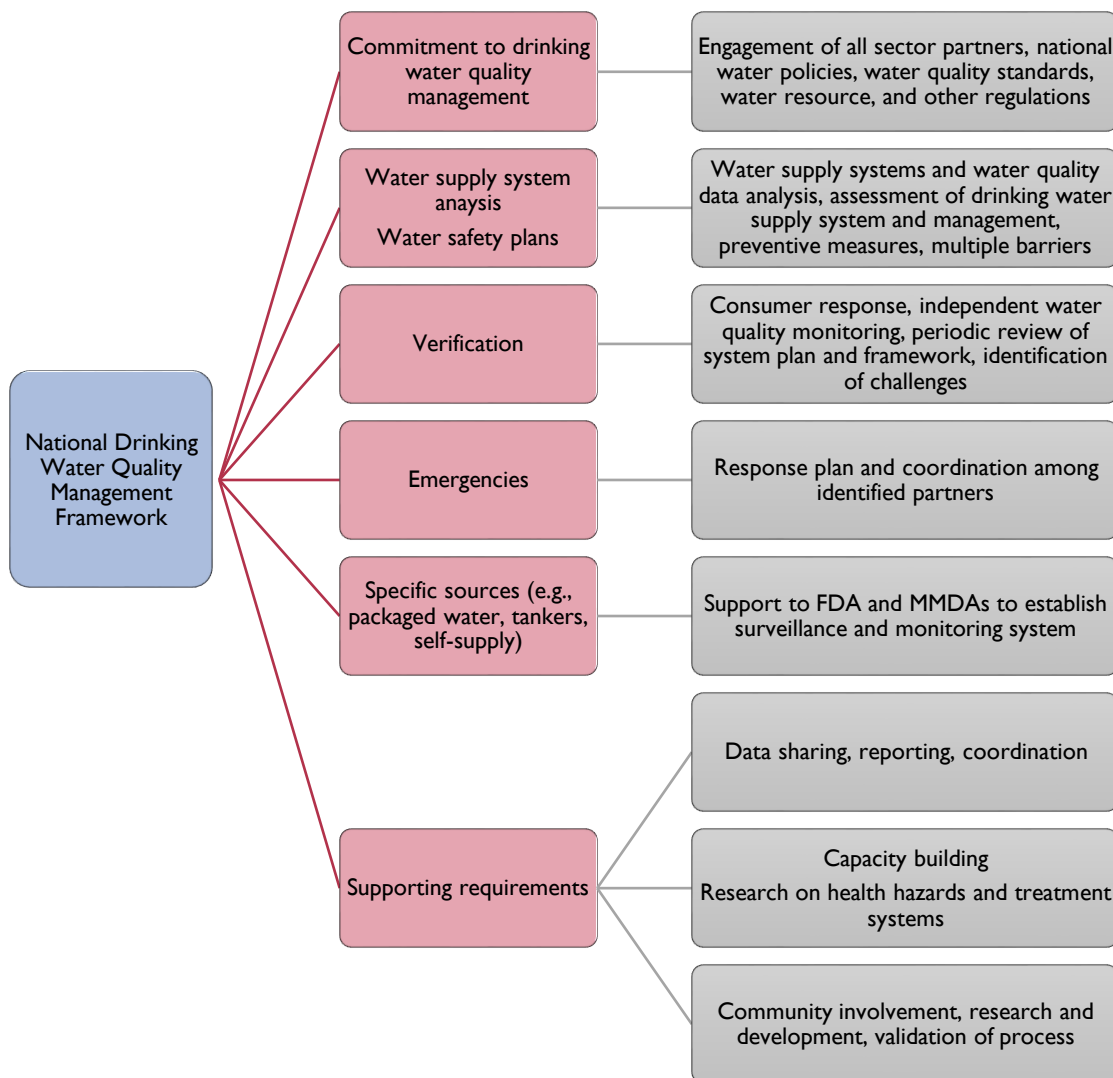 Commitment to drinking
water quality
management
Engagement of all sector partners, national
water policies, water quality standards,
water resource, and other regulations
Water supply system
anaysis
Water safety plans
Water supply systems and water quality
data analysis, assessment of drinking water
supply system and management,
preventive measures, multiple barriers
Verification
Consumer response, independent water
quality monitoring, periodic review of
system plan and framework, identification
of challenges
National Drinking
Water Quality
Management
Framework
Emergencies
Response plan and coordination among
identified partners
Specific sources (e.g.,
packaged water, tankers,
self-supply)
Support to FDA and MMDAs to establish
surveillance and monitoring system
Supporting requirements
Data sharing, reporting, coordination
Capacity building
Research on health hazards and treatment
systems
Community involvement, research and
development, validation of process